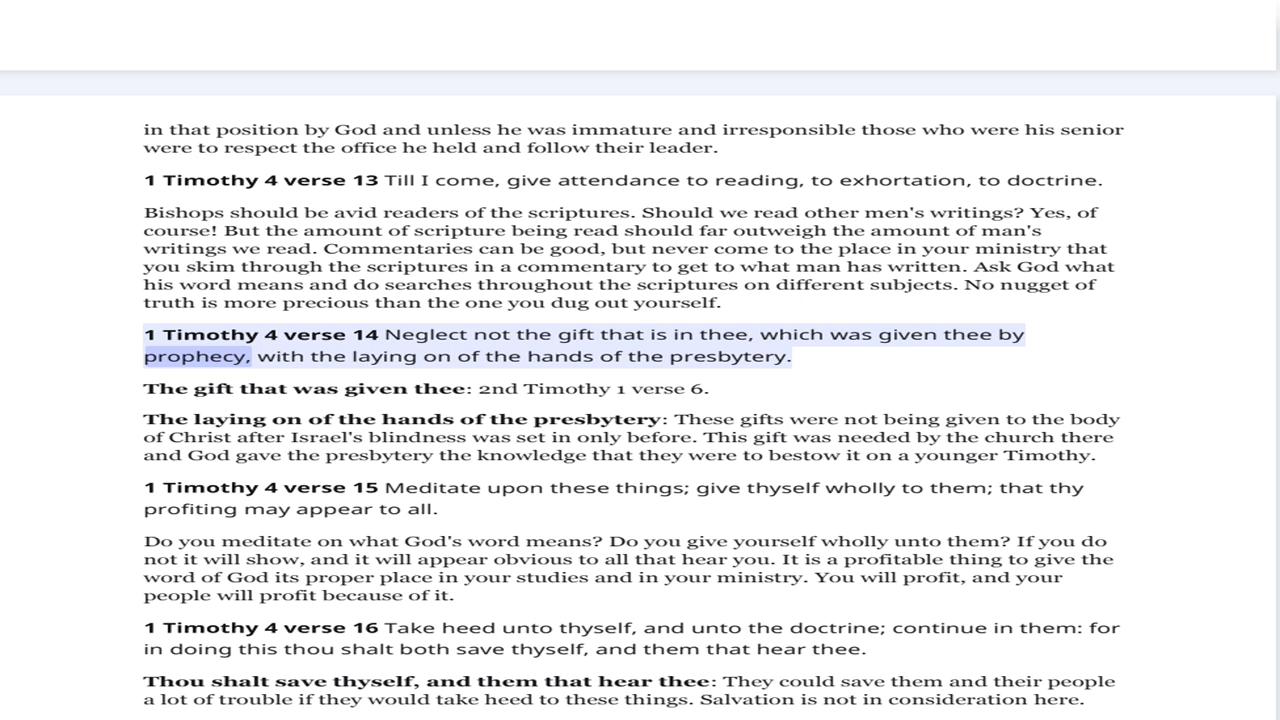 in that position by God and unless he was immature and irresponsible those who were his senior
were to respect the office he held and follow their leader.
1 Timothy 4 verse 13 Till I come, give attendance to reading, to exhortation, to doctrine.
Bishops should be avid readers of the scriptures. Should we read other men's writings? Yes, of
course! But the amount of scripture being read should far outweigh the amount of man's
writings we read. Commentaries can be good, but never come to the place in your ministry that
you skim through the scriptures in a commentary to get to what man has written. Ask God what
his word means and do searches throughout the scriptures on different subjects. No nugget of
truth is more precious than the one you dug out yourself.
1 Timothy 4 verse 14 Neglect not the gift that is in thee, which was given thee by
prophecy, with the laying on of the hands of the presbytery.
The gift that was given thee: 2nd Timothy 1 verse 6.
The laying on of the hands of the presbytery: These gifts were not being given to the body
of Christ after Israel's blindness was set in only before. This gift was needed by the church there
and God gave the presbytery the knowledge that they were to bestow it on a younger Timothy.
1 Timothy 4 verse 15 Meditate upon these things; give thyself wholly to them; that thy
profiting may appear to all.
Do you meditate on what God's word means? Do you give yourself wholly unto them? If you do
not it will show, and it will appear obvious to all that hear you. It is a profitable thing to give the
word of God its proper place in your studies and in your ministry. You will profit, and your
people will profit because of it.
1 Timothy 4 verse 16 Take heed unto thyself, and unto the doctrine; continue in them: for
in doing this thou shalt both save thyself, and them that hear thee.
Thou shalt save thyself, and them that hear thee: They could save them and their people
a lot of trouble if they would take heed to these things. Salvation is not in consideration here.